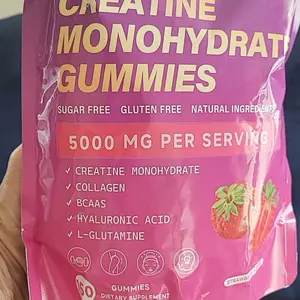 CREATINE
MONOHYDRAT
GUMMIES
SUGAR FREE GLUTEN FREE NATURAL INGREDIENTS
5000 MG PER SERVING
✓ CREATINE MONOHYDRATE
✓ COLLAGEN
✓ BCAAS
✓ HYALURONIC ACID
✓ L-GLUTAMINE
GUMMIES
DIETARY SUPPLEMENT